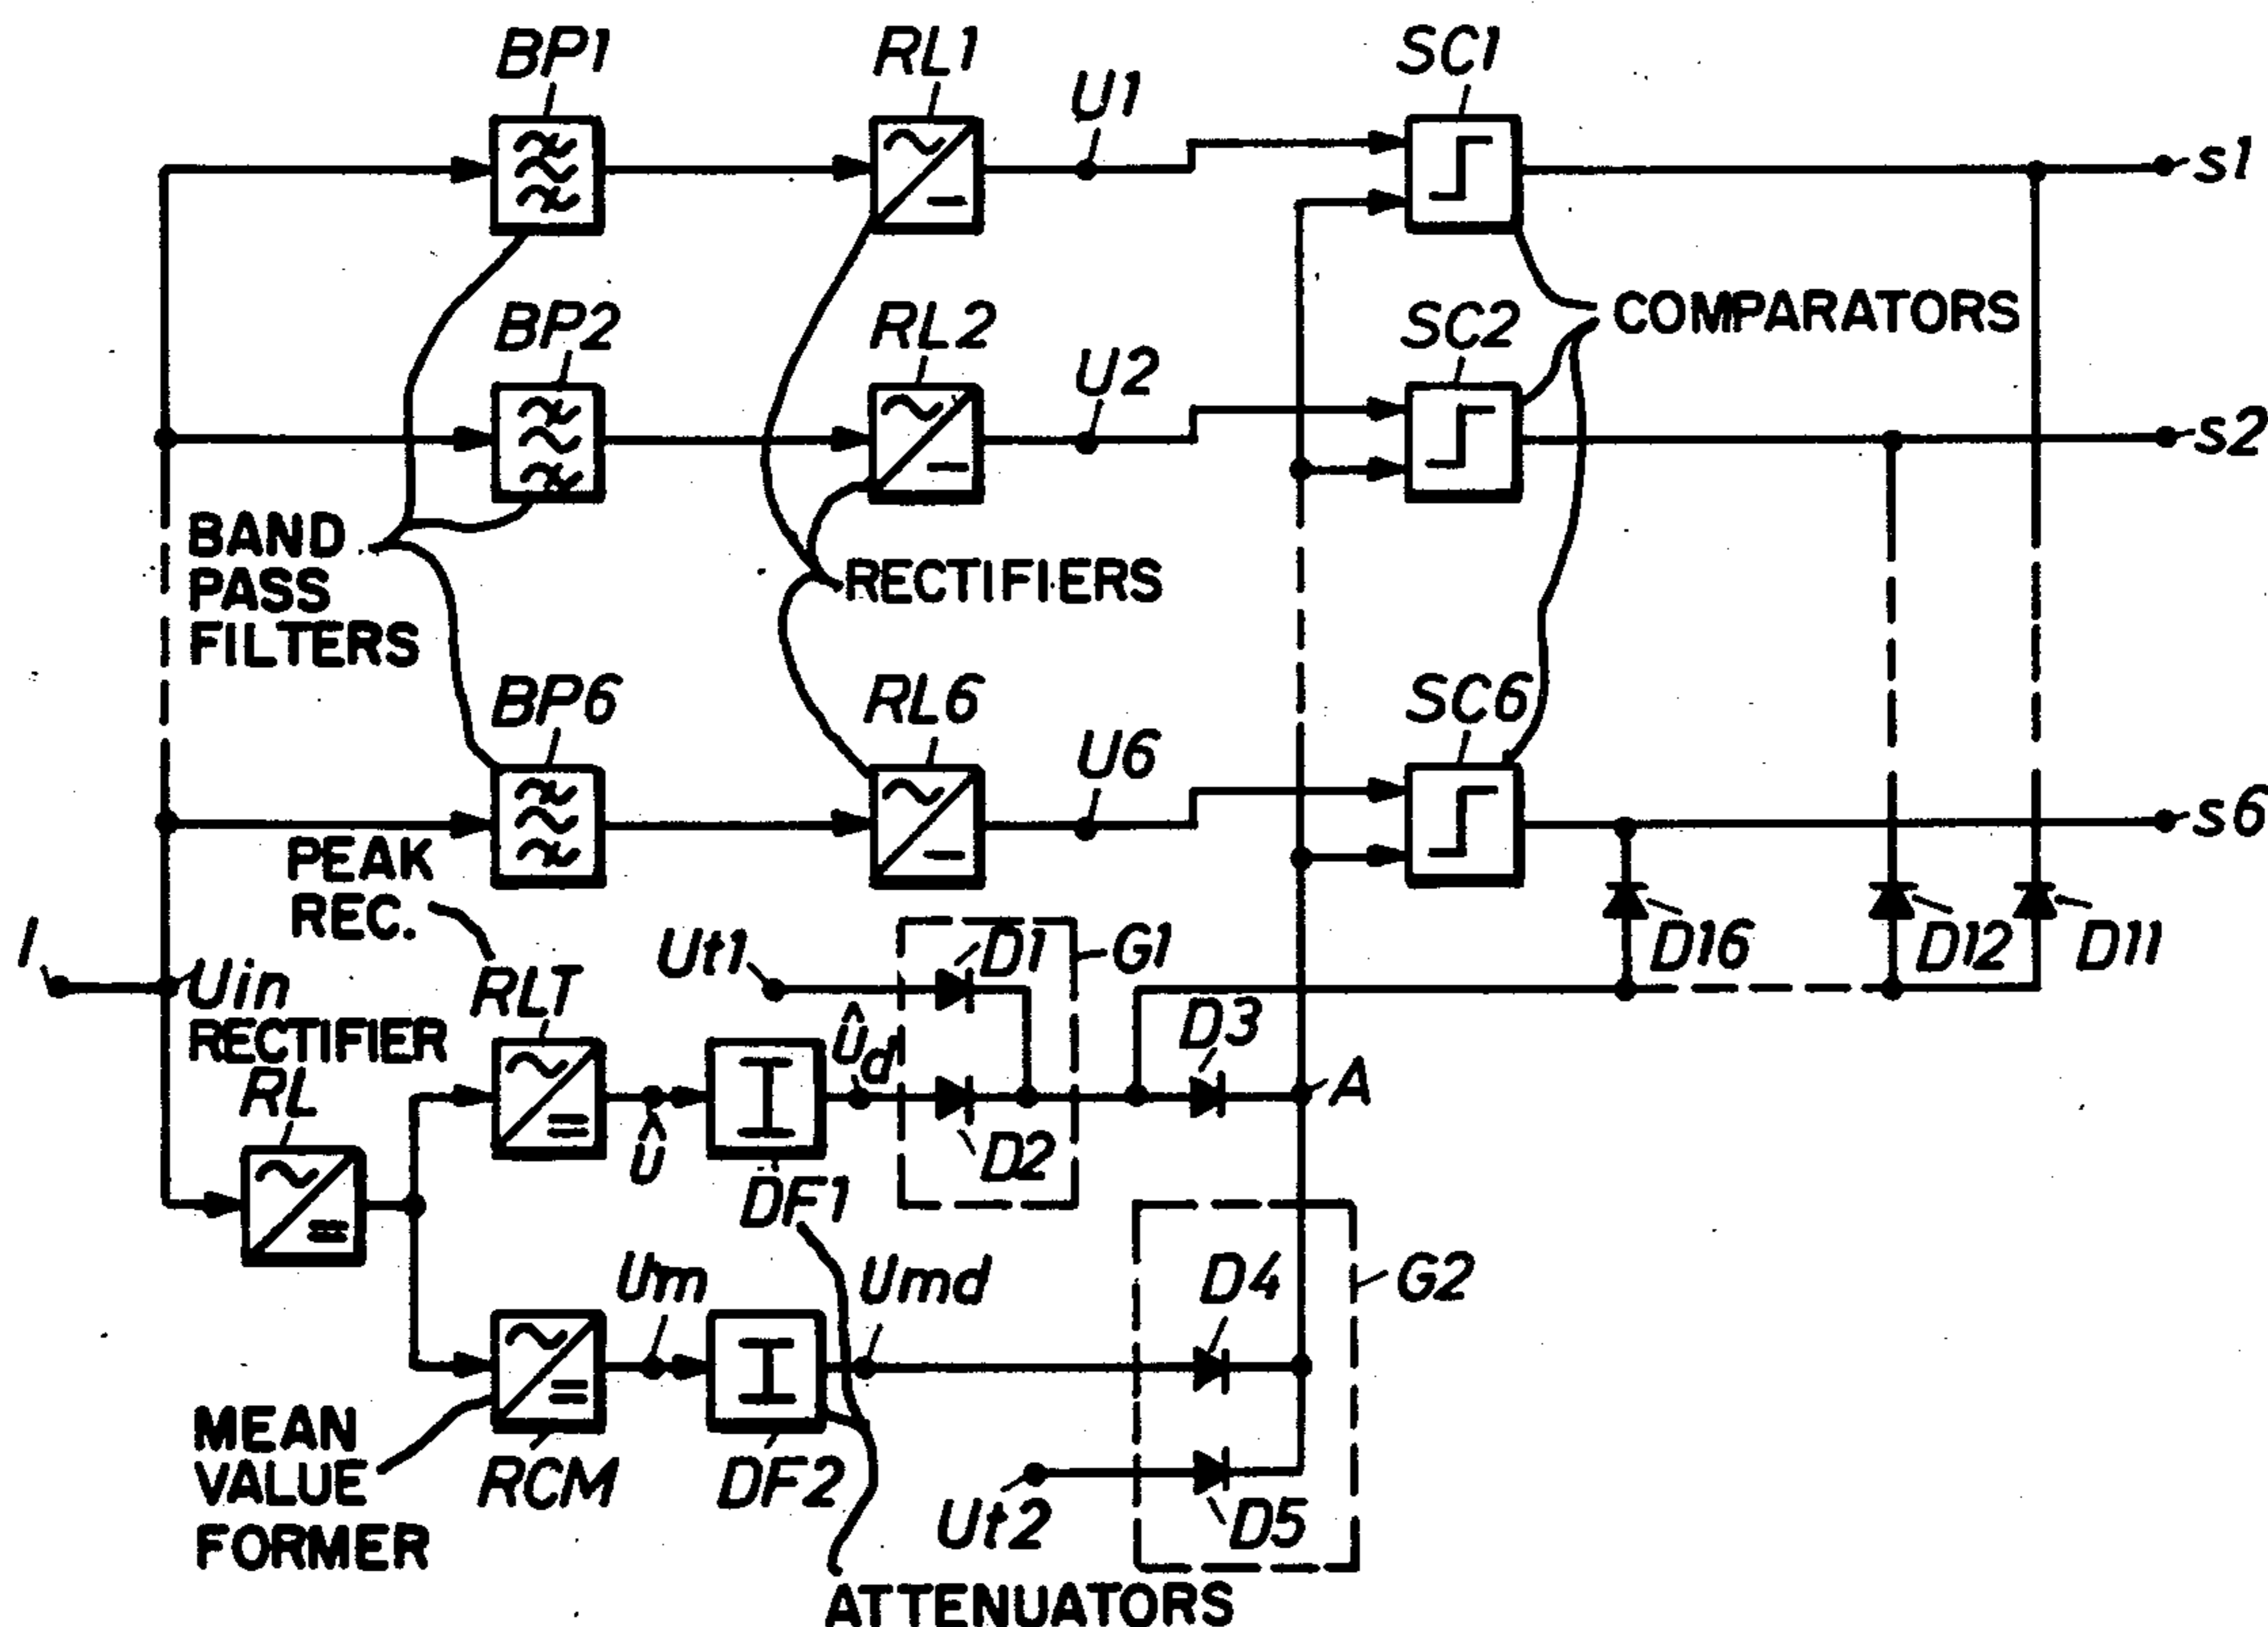 BP1
RL1
U1
SC1
s1
BP2
RL2
U2
SC2
COMPARATORS
s2
BAND
PASS
FILTERS
RECTIFIERS
BP6
RL6
U6
SC6
s6
PEAK
REC.
I
Uin
RLT
Ut1
D1
G1
D16
D12
D11
RECTIFIER
RL
Ûd
D3
A
Û
D2
DF1
Um
Umd
D4
G2
MEAN
VALUE
FORMER
RCM
DF2
Ut2
D5
ATTENUATORS